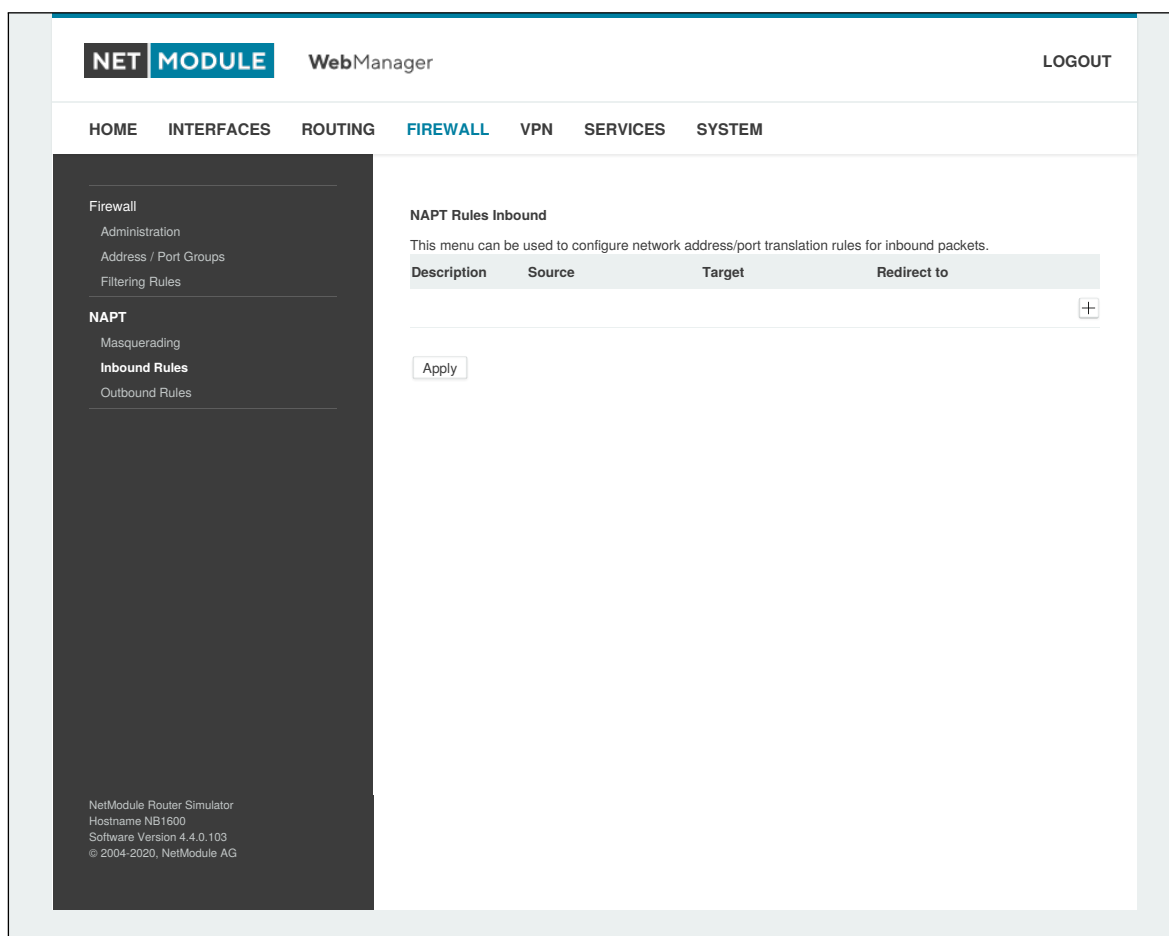 NET MODULE WebManager LOGOUT
HOME INTERFACES ROUTING FIREWALL VPN SERVICES SYSTEM
Firewall
Administration
Address / Port Groups
Filtering Rules
NAPT
Masquerading
Inbound Rules
Outbound Rules
NAPT Rules Inbound
This menu can be used to configure network address/port translation rules for inbound packets.
Description Source Target Redirect to
Apply
NetModule Router Simulator
Hostname NB1600
Software Version 4.4.0.103
© 2004-2020, NetModule AG